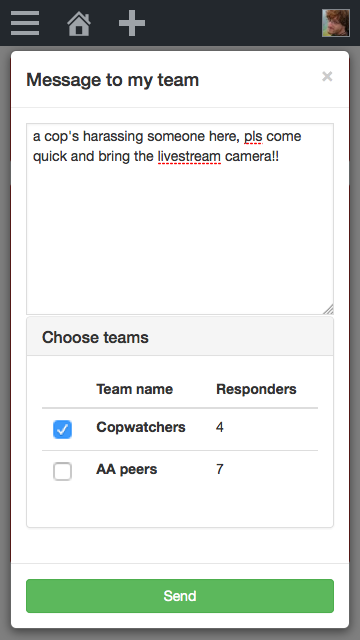 Message to my team ×
a cop's harassing someone here, pls come
quick and bring the livestream camera!!
Choose teams
Team name Responders
Copwatchers 4
AA peers 7
Send